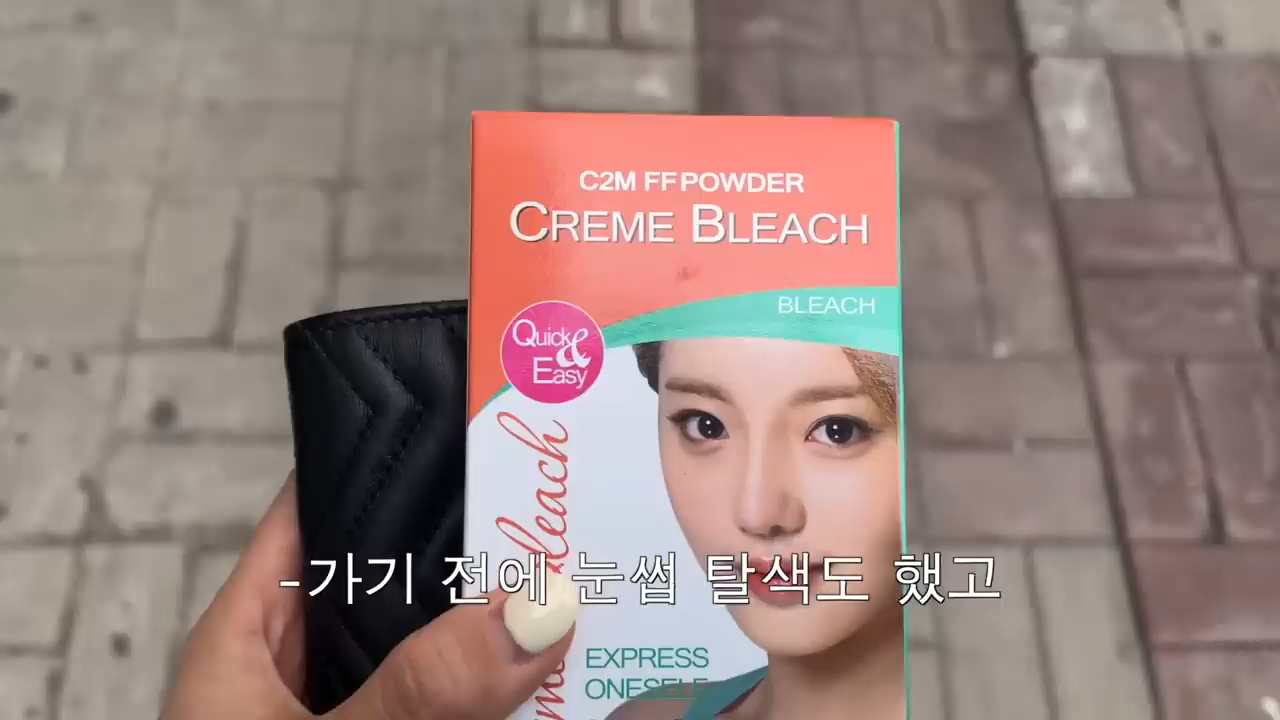 C2M FF POWDER
CREME BLEACH
BLEACH
Quick
&
Easy
-가기 전에 눈썹 탈색도 했고
EXPRESS
ONESELF